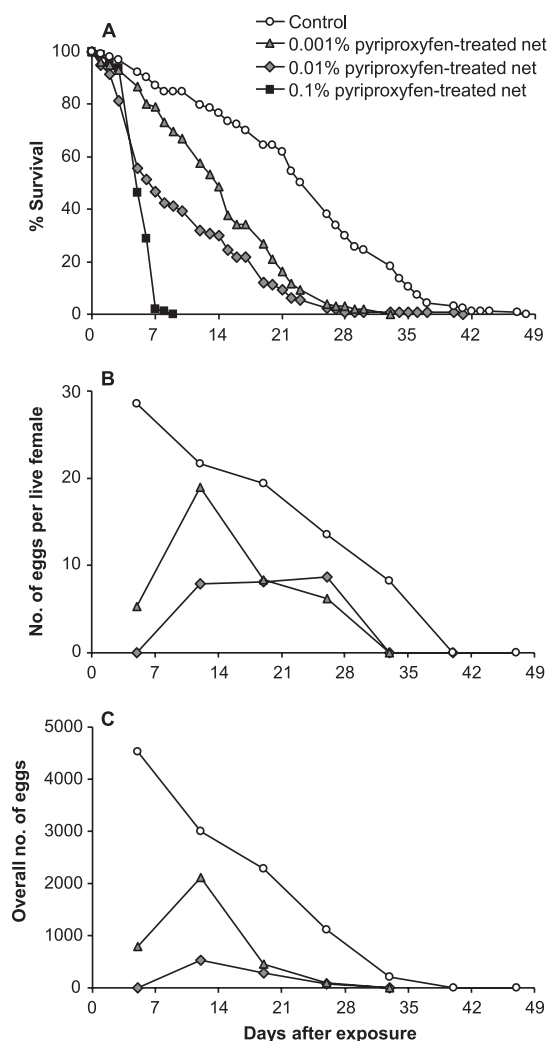 A
Control
0.001% pyriproxyfen-treated net
0.01% pyriproxyfen-treated net
0.1% pyriproxyfen-treated net
100
80
60
40
20
0
% Survival
0 7 14 21 28 35 42 49
B
30
20
10
0
No. of eggs per live female
0 7 14 21 28 35 42 49
C
5000
4000
3000
2000
1000
0
Overall no. of eggs
0 7 14 21 28 35 42 49
Days after exposure